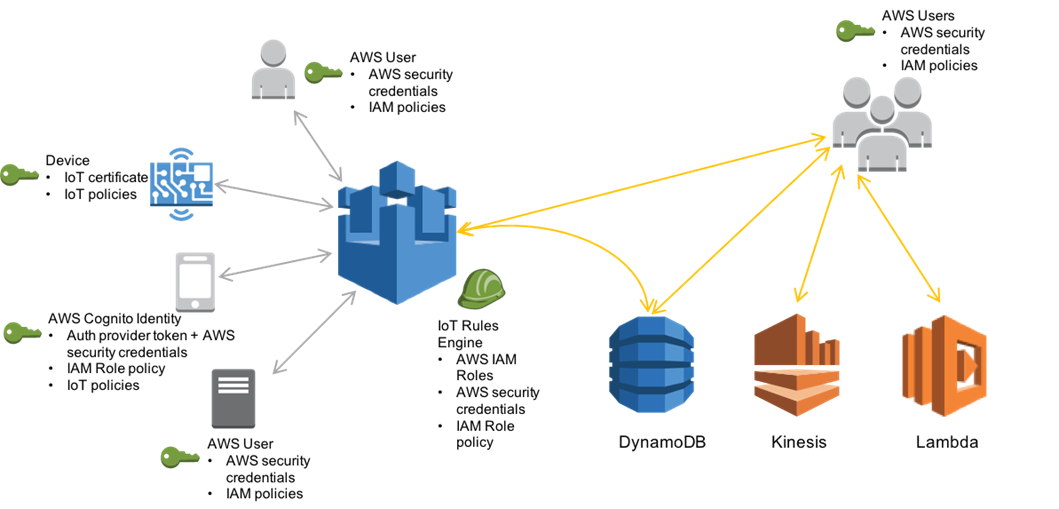 AWS User
• AWS security
credentials
• IAM policies
AWS Users
• AWS security
credentials
• IAM policies
Device
• IoT certificate
• IoT policies
AWS Cognito Identity
• Auth provider token + AWS
security credentials
• IAM Role policy
• IoT policies
AWS User
• AWS security
credentials
• IAM policies
IoT Rules
Engine
• AWS IAM
Roles
• AWS security
credentials
• IAM Role
policy
DynamoDB
Kinesis
Lambda